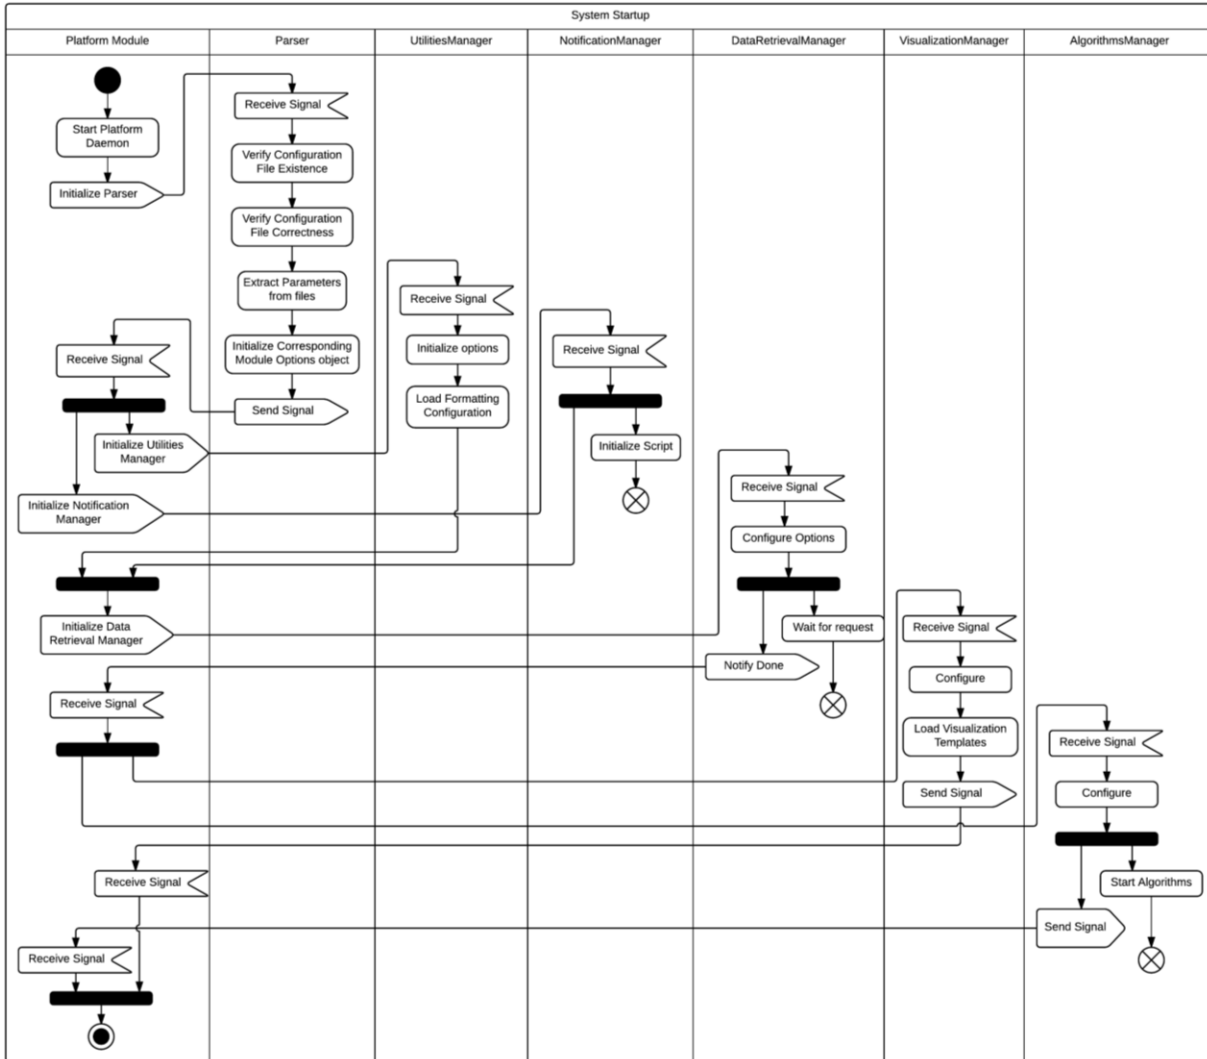 System Startup
Platform Module
Parser
UtilitiesManager
NotificationManager
DataRetrievalManager
VisualizationManager
AlgorithmsManager
Start Platform
Daemon
Initialize Parser
Receive Signal
Verify Configuration
File Existence
Verify Configuration
File Correctness
Extract Parameters
from files
Initialize Corresponding
Module Options object
Send Signal
Receive Signal
Initialize Utilities
Manager
Initialize Notification
Manager
Receive Signal
Initialize options
Load Formatting
Configuration
Receive Signal
Initialize Script
Initialize Data
Retrieval Manager
Receive Signal
Configure Options
Wait for request
Notify Done
Receive Signal
Receive Signal
Configure
Load Visualization
Templates
Send Signal
Receive Signal
Configure
Start Algorithms
Send Signal
Receive Signal
Receive Signal